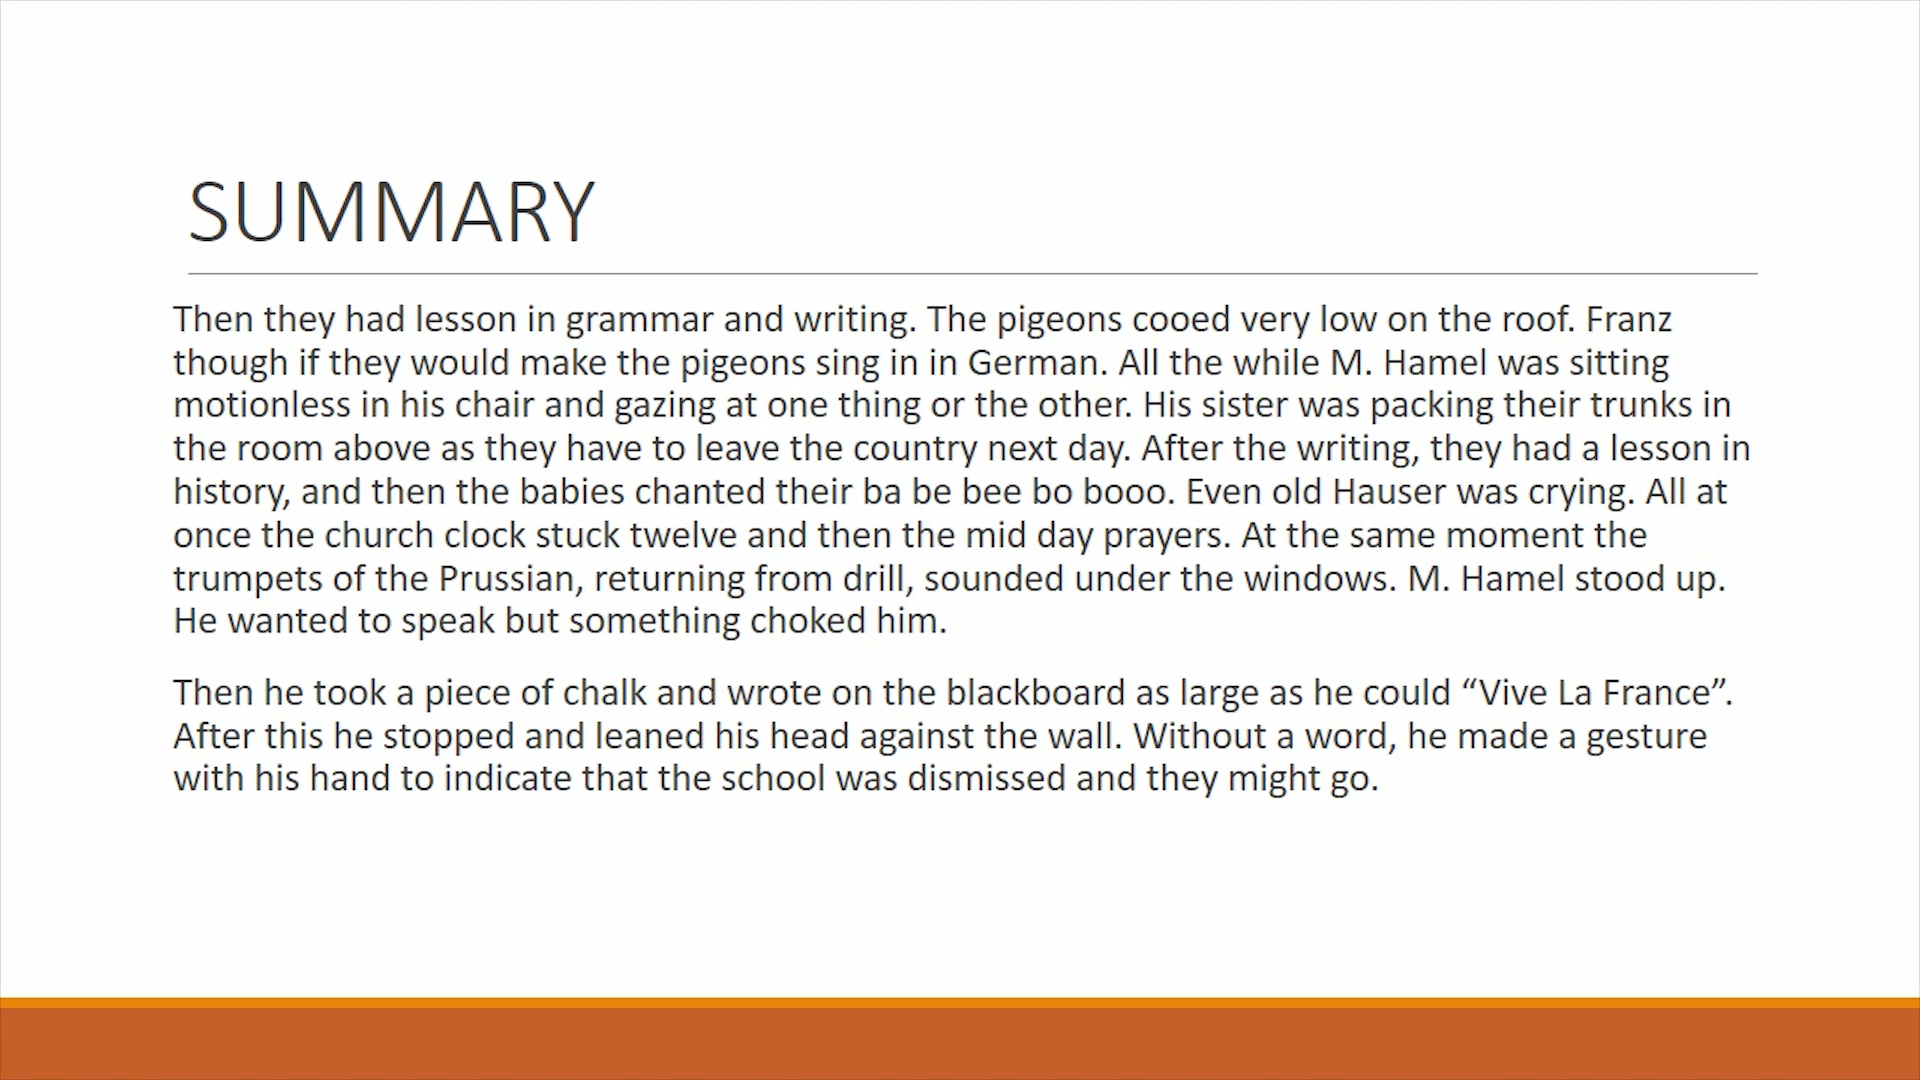 SUMMARY
Then they had lesson in grammar and writing. The pigeons cooed very low on the roof. Franz
though if they would make the pigeons sing in in German. All the while M. Hamel was sitting
motionless in his chair and gazing at one thing or the other. His sister was packing their trunks in
the room above as they have to leave the country next day. After the writing, they had a lesson in
history, and then the babies chanted their ba be bee bo booo. Even old Hauser was crying. All at
once the church clock stuck twelve and then the mid day prayers. At the same moment the
trumpets of the Prussian, returning from drill, sounded under the windows. M. Hamel stood up.
He wanted to speak but something choked him.
Then he took a piece of chalk and wrote on the blackboard as large as he could “Vive La France”.
After this he stopped and leaned his head against the wall. Without a word, he made a gesture
with his hand to indicate that the school was dismissed and they might go.